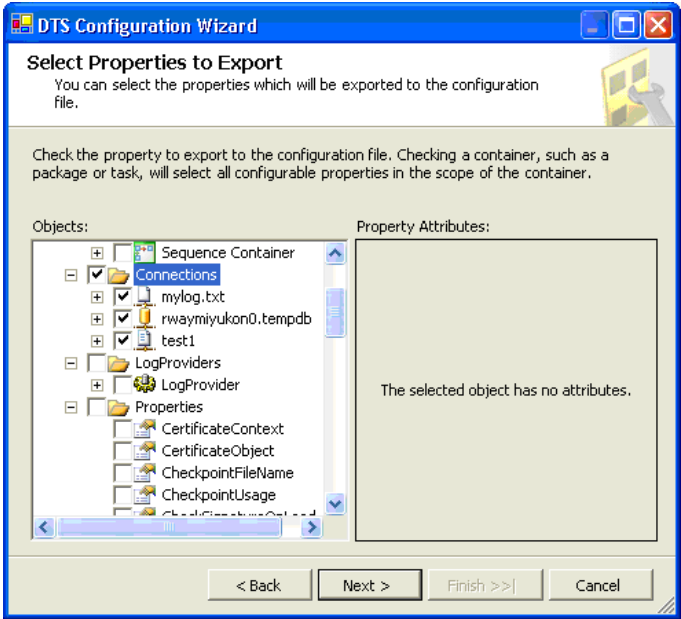 DTS Configuration Wizard
Select Properties to Export
You can select the properties which will be exported to the configuration
file.
Check the property to export to the configuration file. Checking a container, such as a
package or task, will select all configurable properties in the scope of the container.
Objects:
Property Attributes:
Sequence Container
Connections
mylog.txt
rwaymiyukon0.tempdb
test1
LogProviders
LogProvider
Properties
CertificateContext
CertificateObject
CheckpointFileName
CheckpointUsage
The selected object has no attributes.
< Back
Next >
Finish >>|
Cancel